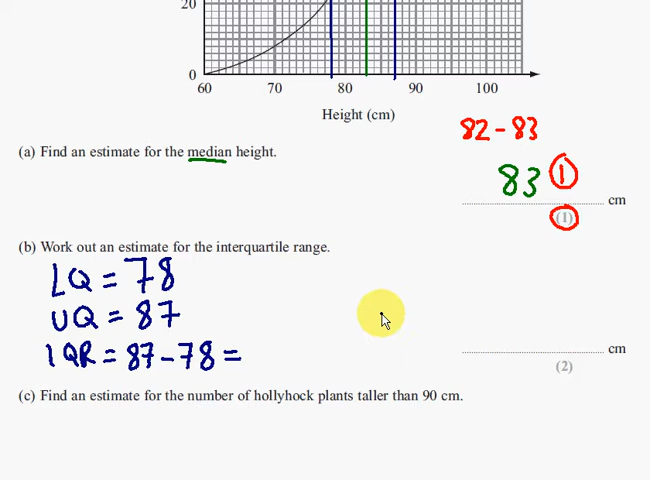 20
0
60 70 80 90 100
Height (cm)
82 - 83
(a) Find an estimate for the median height.
83 1
cm
(1)
(b) Work out an estimate for the interquartile range.
LQ = 78
UQ = 87
IQR = 87 - 78 =
cm
(2)
(c) Find an estimate for the number of hollyhock plants taller than 90 cm.